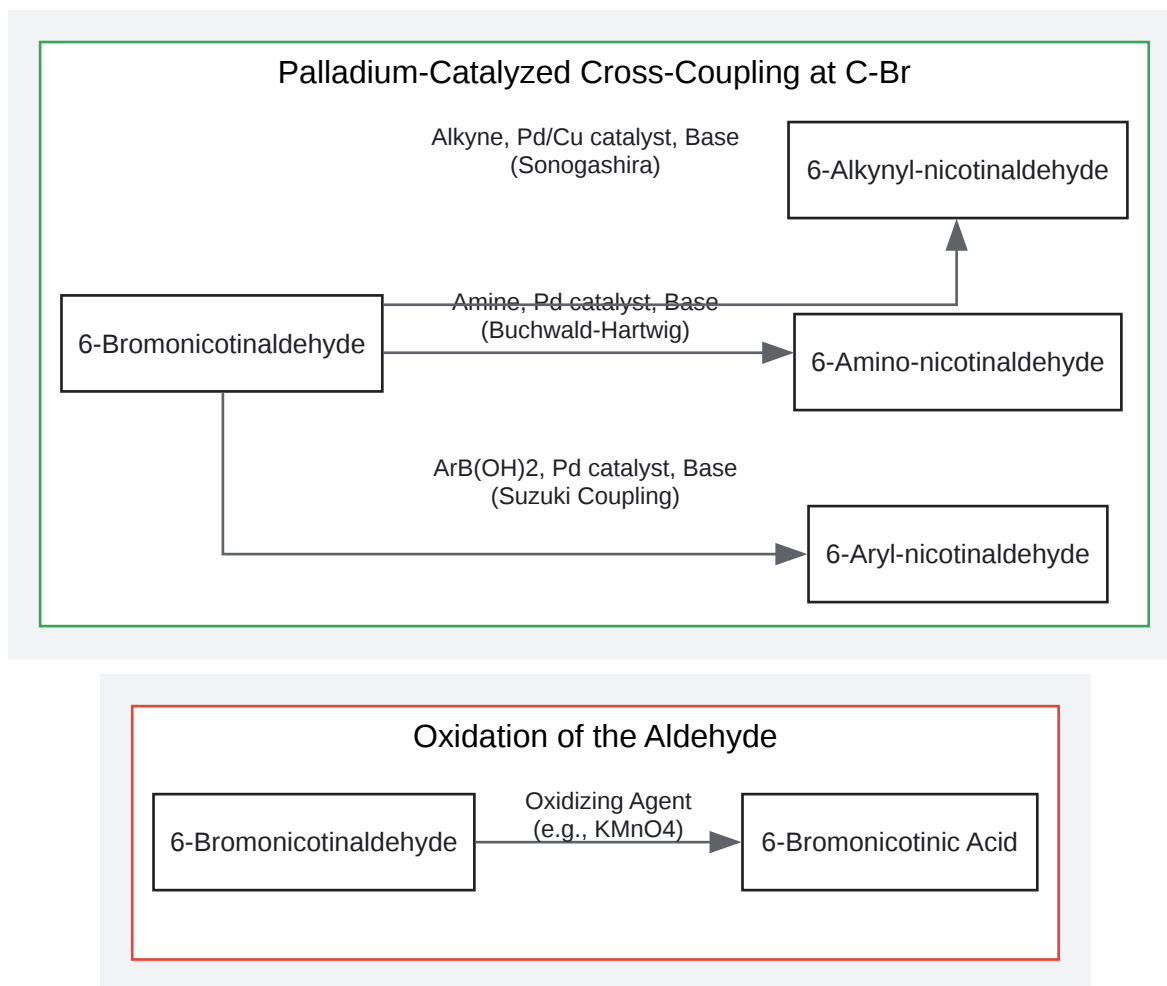 Palladium-Catalyzed Cross-Coupling at C-Br
Alkyne, Pd/Cu catalyst, Base
(Sonogashira)
6-Alkynyl-nicotinaldehyde
6-Bromonicotinaldehyde
Amine, Pd catalyst, Base
(Buchwald-Hartwig)
6-Amino-nicotinaldehyde
ArB(OH)2, Pd catalyst, Base
(Suzuki Coupling)
6-Aryl-nicotinaldehyde
Oxidation of the Aldehyde
6-Bromonicotinaldehyde
Oxidizing Agent
(e.g., KMnO4)
6-Bromonicotinic Acid